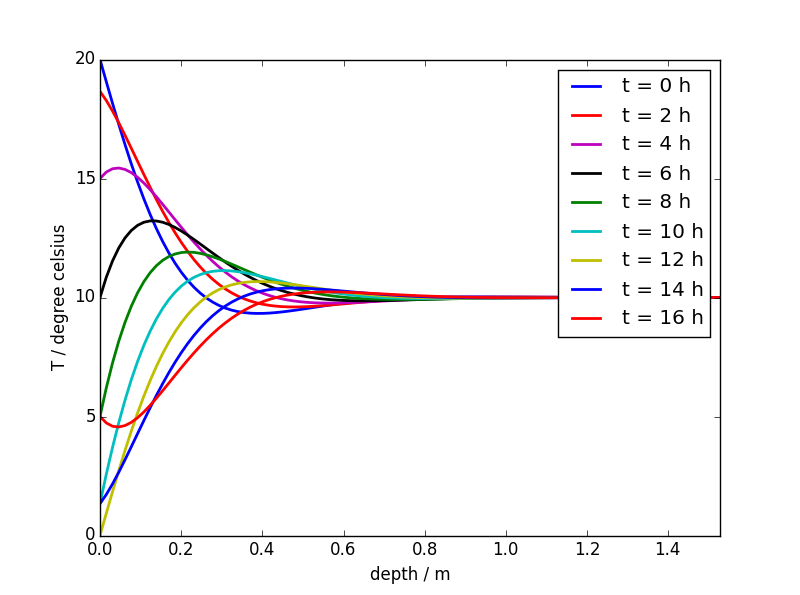 20
15
10
5
0
T / degree celsius
t = 0 h
t = 2 h
t = 4 h
t = 6 h
t = 8 h
t = 10 h
t = 12 h
t = 14 h
t = 16 h
0.0 0.2 0.4 0.6 0.8 1.0 1.2 1.4
depth / m